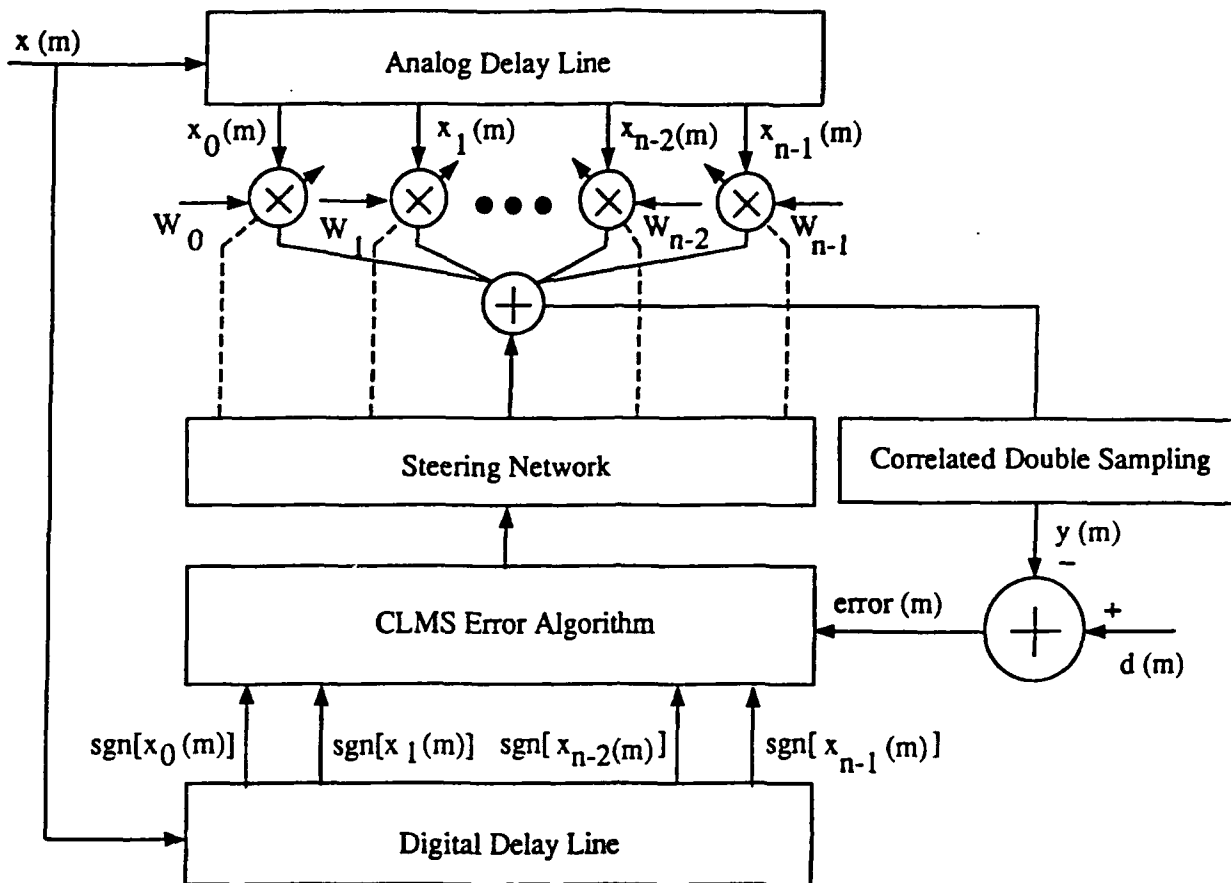 x (m)
Analog Delay Line
x0(m)
x1(m)
xn-2(m)
xn-1(m)
W0
W1
Wn-2
Wn-1
Steering Network
Correlated Double Sampling
y (m)
−
CLMS Error Algorithm
error (m)
+
d (m)
sgn[x0(m)]
sgn[x1(m)]
sgn[xn-2(m)]
sgn[xn-1(m)]
Digital Delay Line